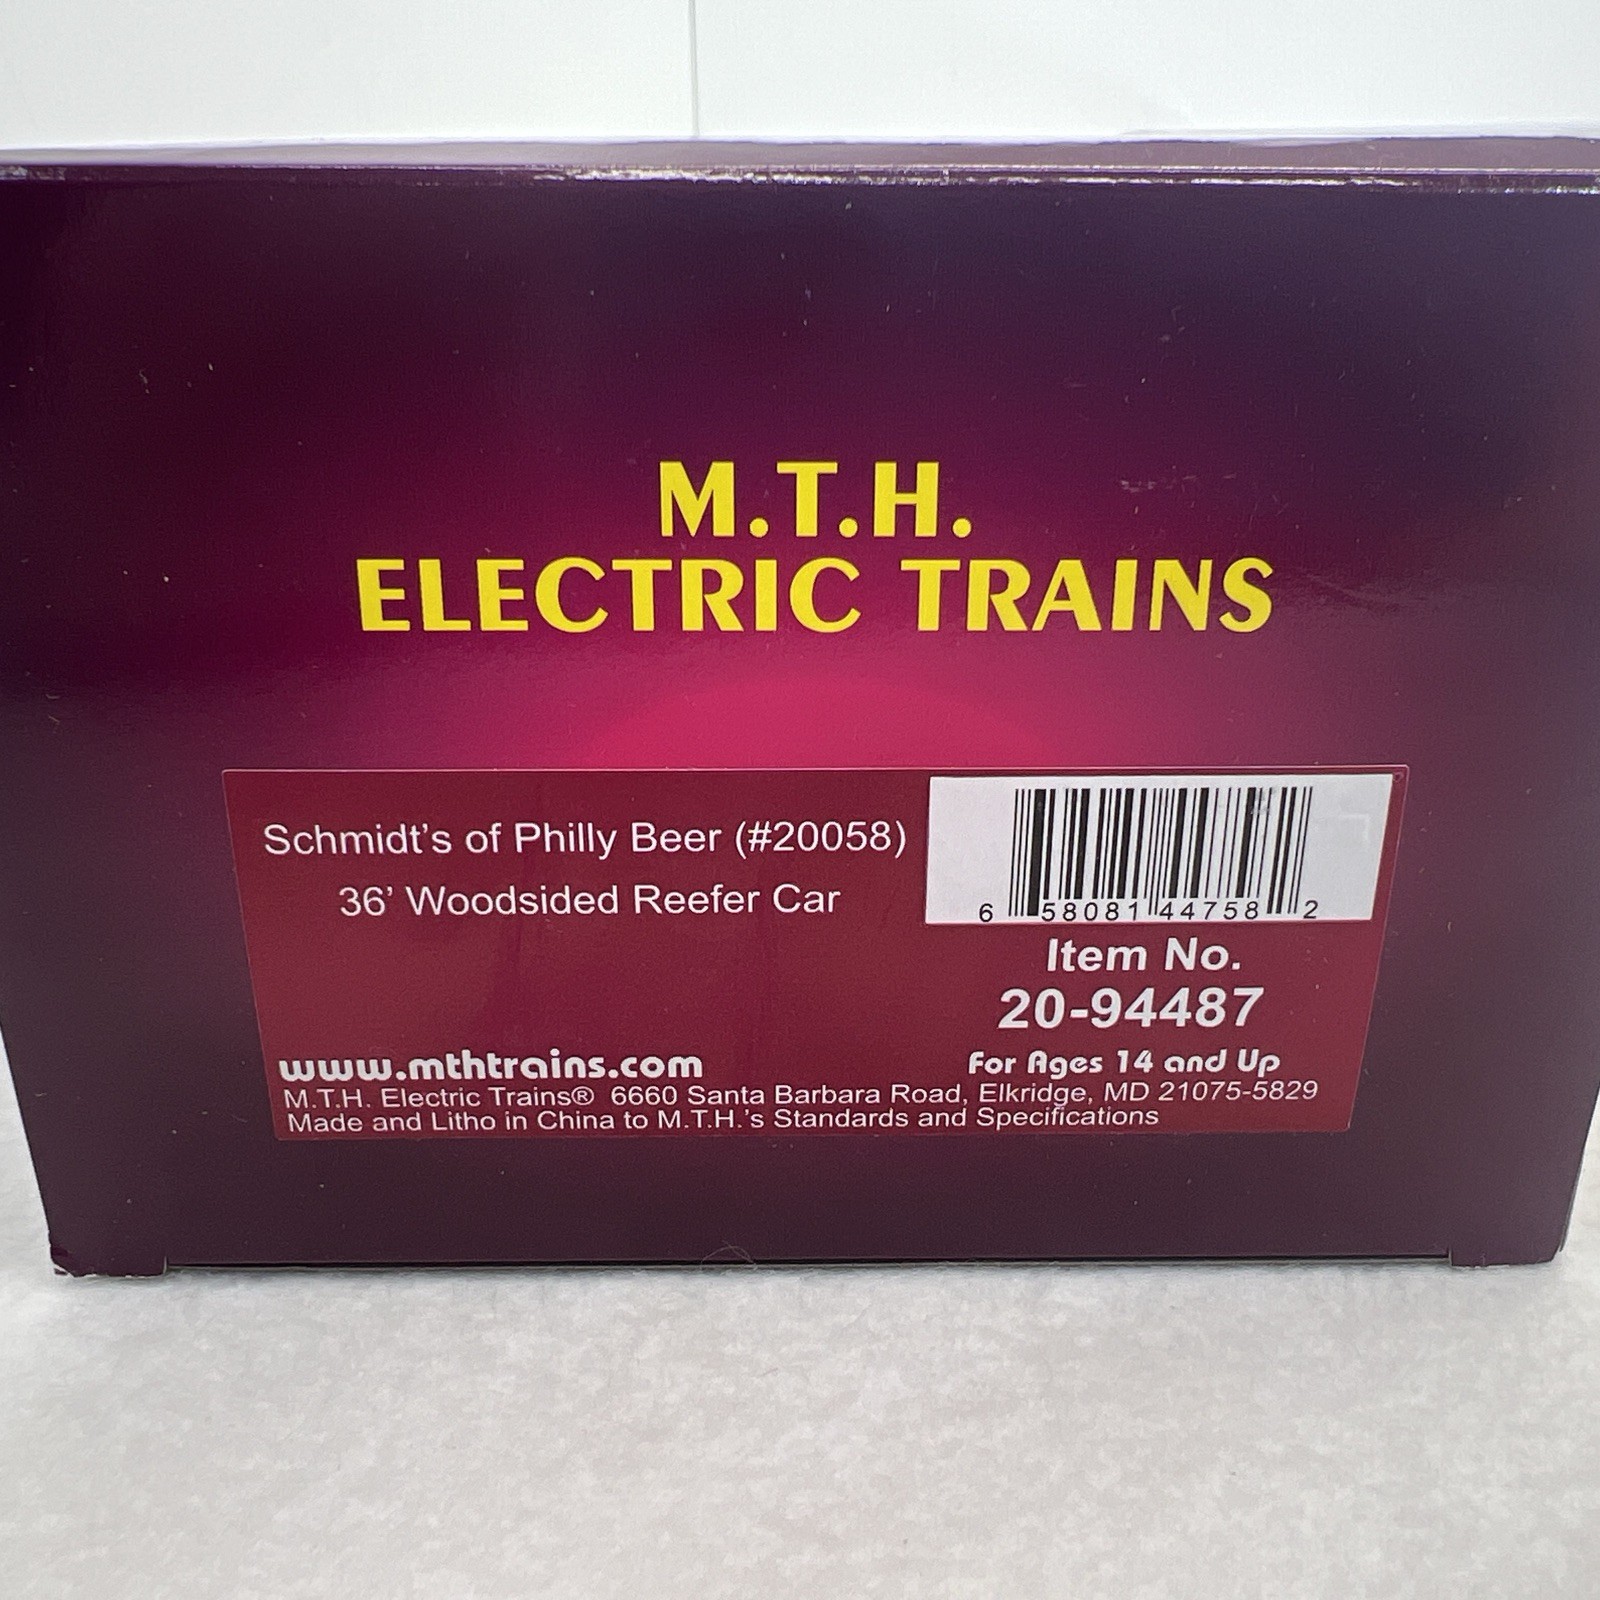 M.T.H.
ELECTRIC TRAINS
Schmidt's of Philly Beer (#20058)
36' Woodsided Reefer Car
6 58081 44758 2
Item No.
20-94487
www.mthtrains.com
For Ages 14 and Up
M.T.H. Electric Trains® 6660 Santa Barbara Road, Elkridge, MD 21075-5829
Made and Litho in China to M.T.H.'s Standards and Specifications